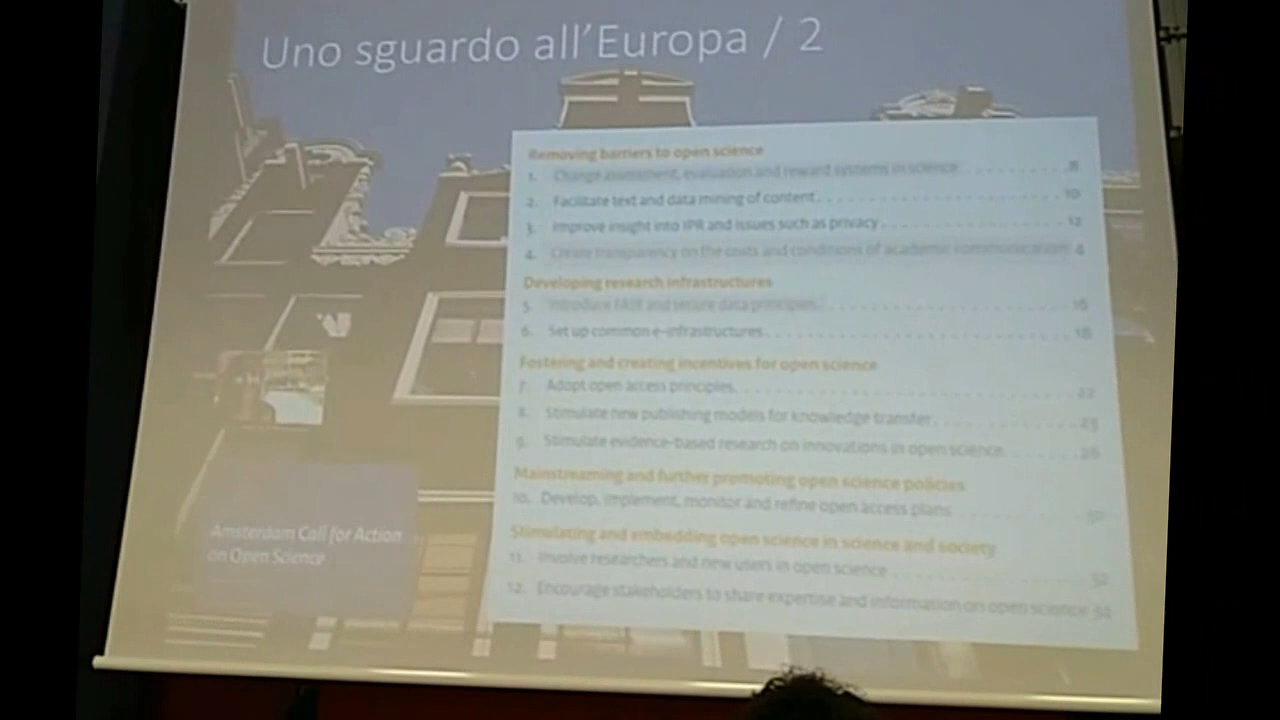 Uno sguardo all'Europa / 2
Removing barriers to open science
1. Change assessment, evaluation and reward systems in science 8
2. Facilitate text and data mining of content 10
3. Improve insight into IPR and issues such as privacy 12
4. Create transparency on the costs and conditions of academic communication 4
Developing research infrastructures
5. Introduce FAIR and secure data principles 16
6. Set up common e-infrastructures 18
Fostering and creating incentives for open science
7. Adopt open access principles 22
8. Stimulate new publishing models for knowledge transfer
9. Stimulate evidence-based research on innovations in open science
Mainstreaming and further promoting open science policies
10. Develop, implement, monitor and refine open access plans
Stimulating and embedding open science in science and society
11. Involve researchers and new users in open science 32
12. Encourage stakeholders to share expertise and information on open science 34
Amsterdam Call for Action
on Open Science